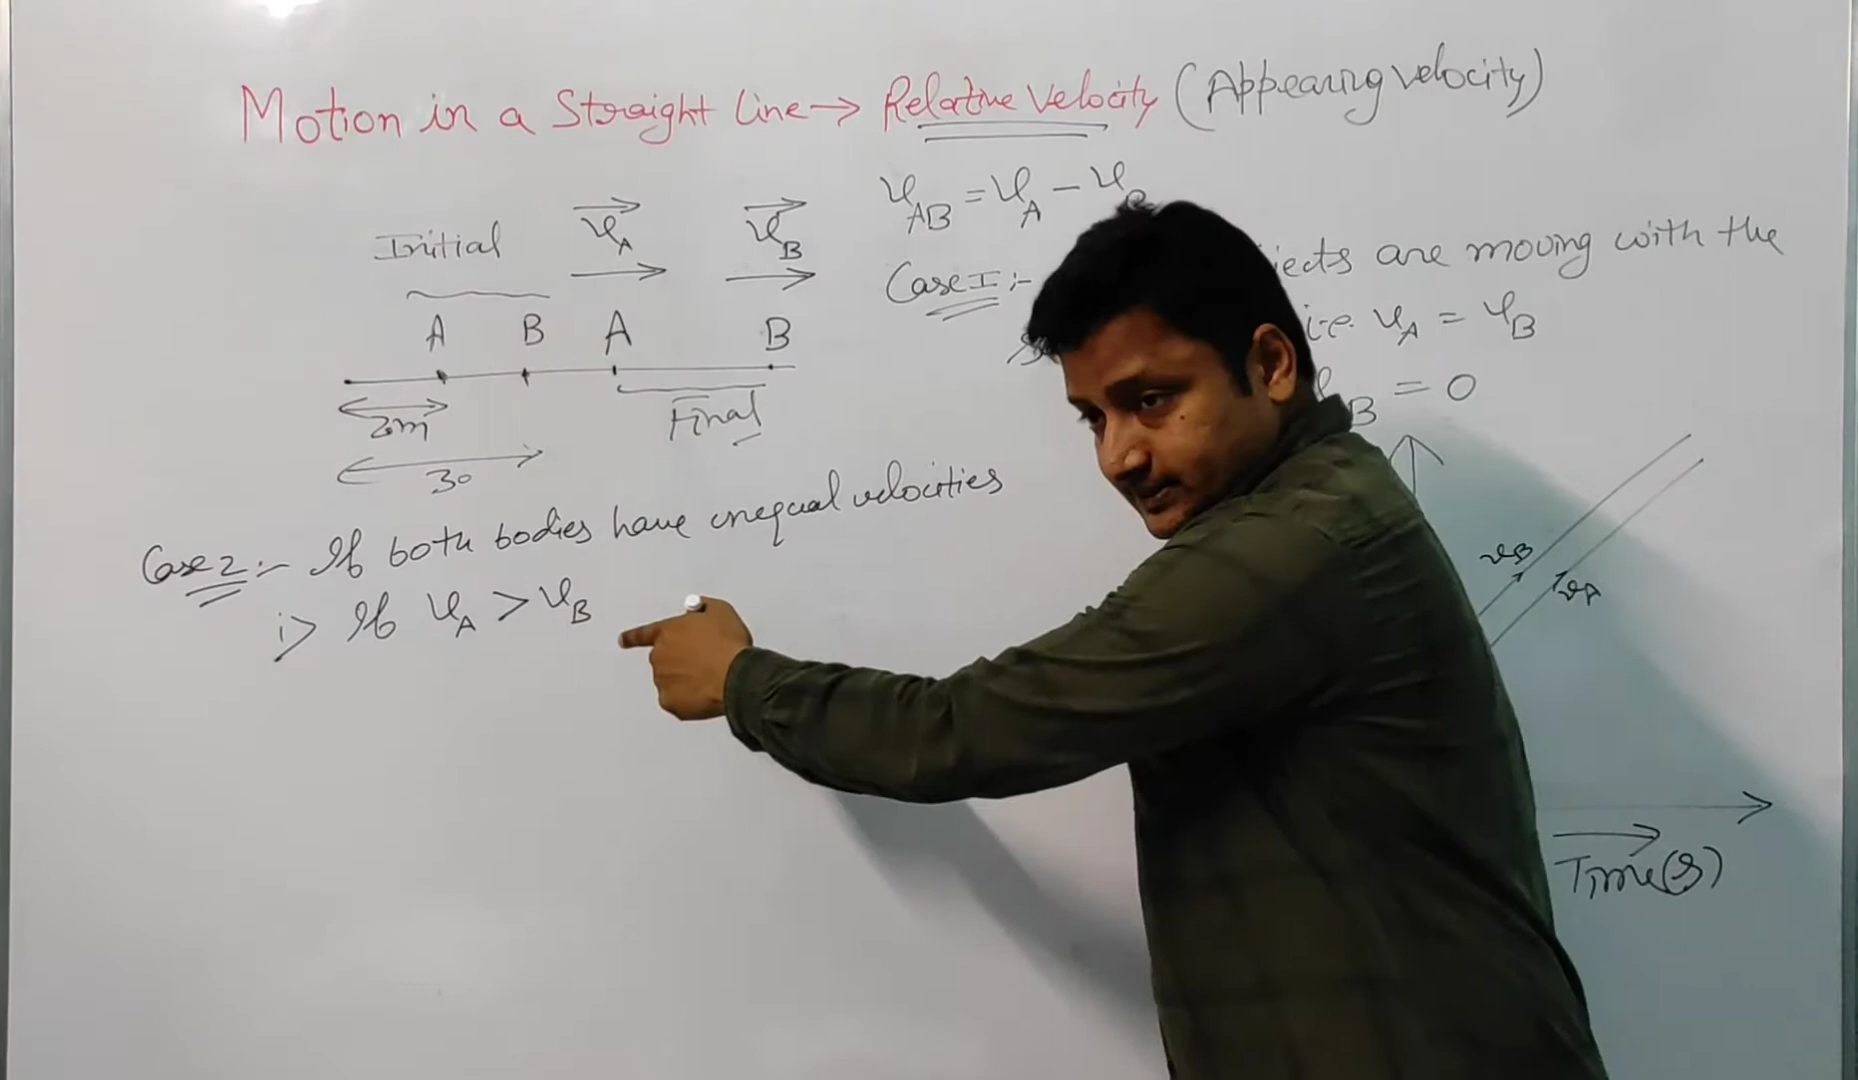 Motion in a Straight Line → Relative Velocity (Appearing velocity)
v_AB = v_A − v_B
Initial v_A v_B
A B A B
2m
Final
30
Case I :-
jects are moving with the
i.e. v_A = v_B
B = 0
Case 2 :- If both bodies have unequal velocities
i> If v_A > v_B
v_B
v_A
Time(s)